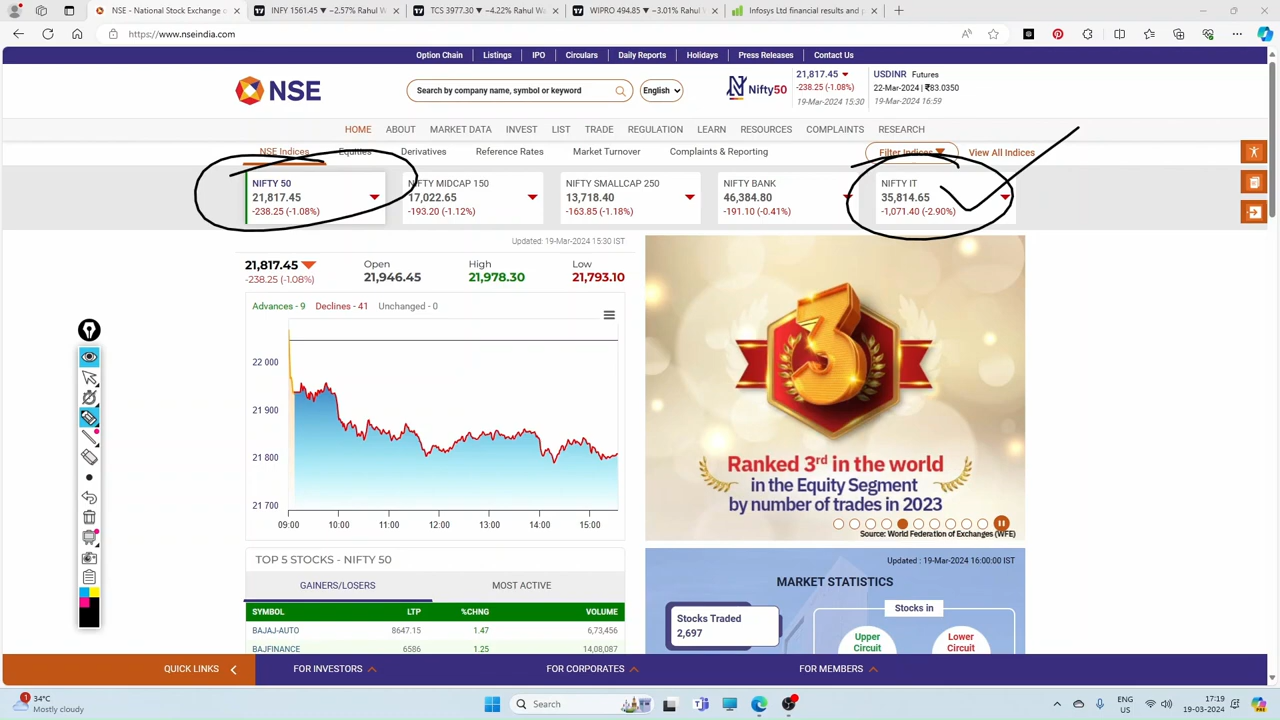 NSE - National Stock Exchange
INFY 1561.45 ▼ −2.57% Rahul W
TCS 3977.30 ▼ −4.22% Rahul W
WIPRO 494.85 ▼ −3.01% Rahul
Infosys Ltd financial results and p
https://www.nseindia.com
Option Chain
Listings
IPO
Circulars
Daily Reports
Holidays
Press Releases
Contact Us
NSE
Search by company name, symbol or keyword
English
Nifty50
21,817.45
-238.25 (-1.08%)
19-Mar-2024 15:30
USDINR Futures
22-Mar-2024 | ₹83.0350
19-Mar-2024 16:59
HOME ABOUT MARKET DATA INVEST LIST TRADE REGULATION LEARN RESOURCES COMPLAINTS RESEARCH
NSE Indices
Equities
Derivatives
Reference Rates
Market Turnover
Complaints & Reporting
Filter Indices
View All Indices
NIFTY 50
21,817.45
-238.25 (-1.08%)
NIFTY MIDCAP 150
17,022.65
-193.20 (-1.12%)
NIFTY SMALLCAP 250
13,718.40
-163.85 (-1.18%)
NIFTY BANK
46,384.80
-191.10 (-0.41%)
NIFTY IT
35,814.65
-1,071.40 (-2.90%)
Updated: 19-Mar-2024 15:30 IST
21,817.45
-238.25 (-1.08%)
Open
21,946.45
High
21,978.30
Low
21,793.10
Advances - 9 Declines - 41 Unchanged - 0
22 000
21 900
21 800
21 700
09:00 10:00 11:00 12:00 13:00 14:00 15:00
3
Ranked 3rd in the world
in the Equity Segment
by number of trades in 2023
Source: World Federation of Exchanges (WFE)
TOP 5 STOCKS - NIFTY 50
GAINERS/LOSERS
MOST ACTIVE
SYMBOL LTP %CHNG VOLUME
BAJAJ-AUTO 8647.15 1.47 6,73,456
BAJFINANCE 6586 1.25 14,08,087
Updated : 19-Mar-2024 16:00:00 IST
MARKET STATISTICS
Stocks Traded
2,697
Stocks in
Upper
Circuit
Lower
Circuit
QUICK LINKS
FOR INVESTORS
FOR CORPORATES
FOR MEMBERS
1
34°C
Mostly cloudy
Search
ENG
US
17:19
19-03-2024